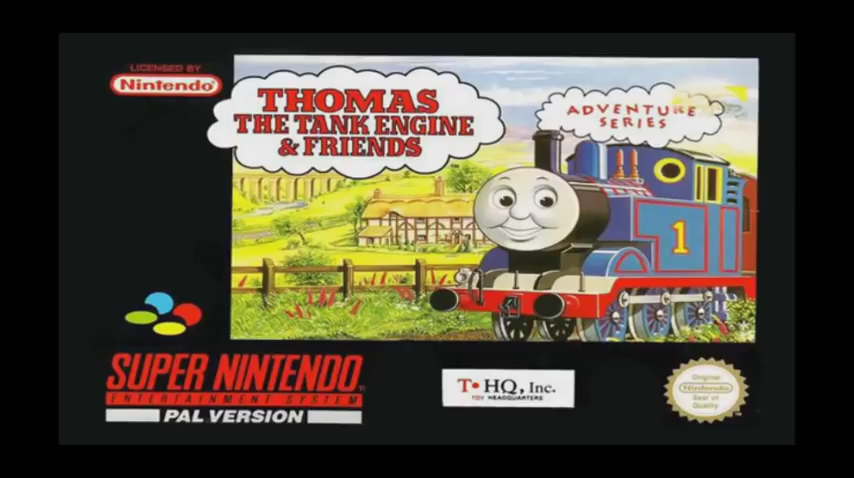 LICENSED BY
Nintendo
THOMAS
THE TANK ENGINE
& FRIENDS
TM
ADVENTURE
SERIES
1
SUPER NINTENDO
ENTERTAINMENT SYSTEM
PAL VERSION
T•HQ, Inc.
TOY HEADQUARTERS
Original
Nintendo
Seal of
Quality